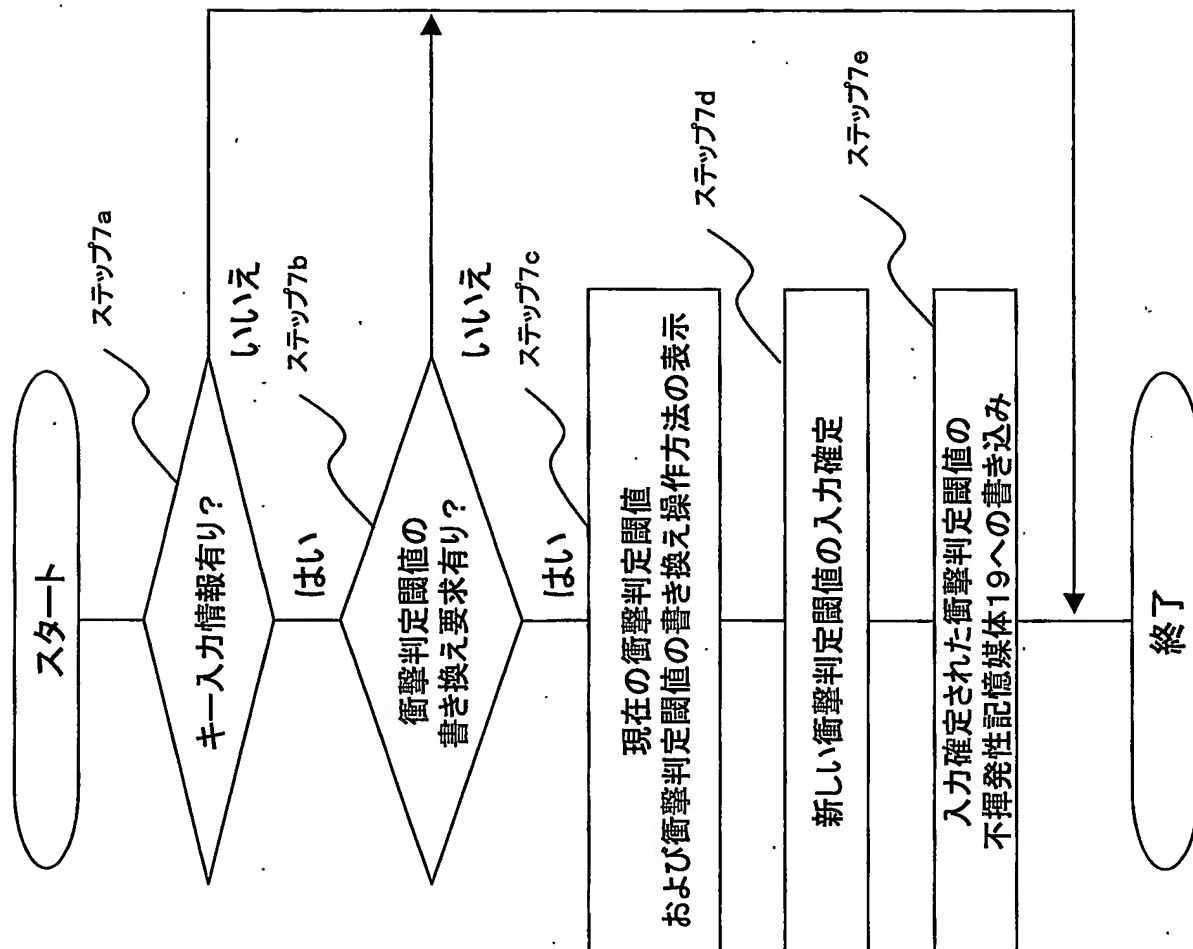 スタート
ステップ7a
キー入力情報有り？
いいえ
はい
ステップ7b
衝撃判定閾値の
書き換え要求有り？
いいえ
はい
ステップ7c
現在の衝撃判定閾値
および衝撃判定閾値の書き換え操作方法の表示
ステップ7d
新しい衝撃判定閾値の入力確定
ステップ7e
入力確定された衝撃判定閾値の
不揮発性記憶媒体19への書き込み
終了